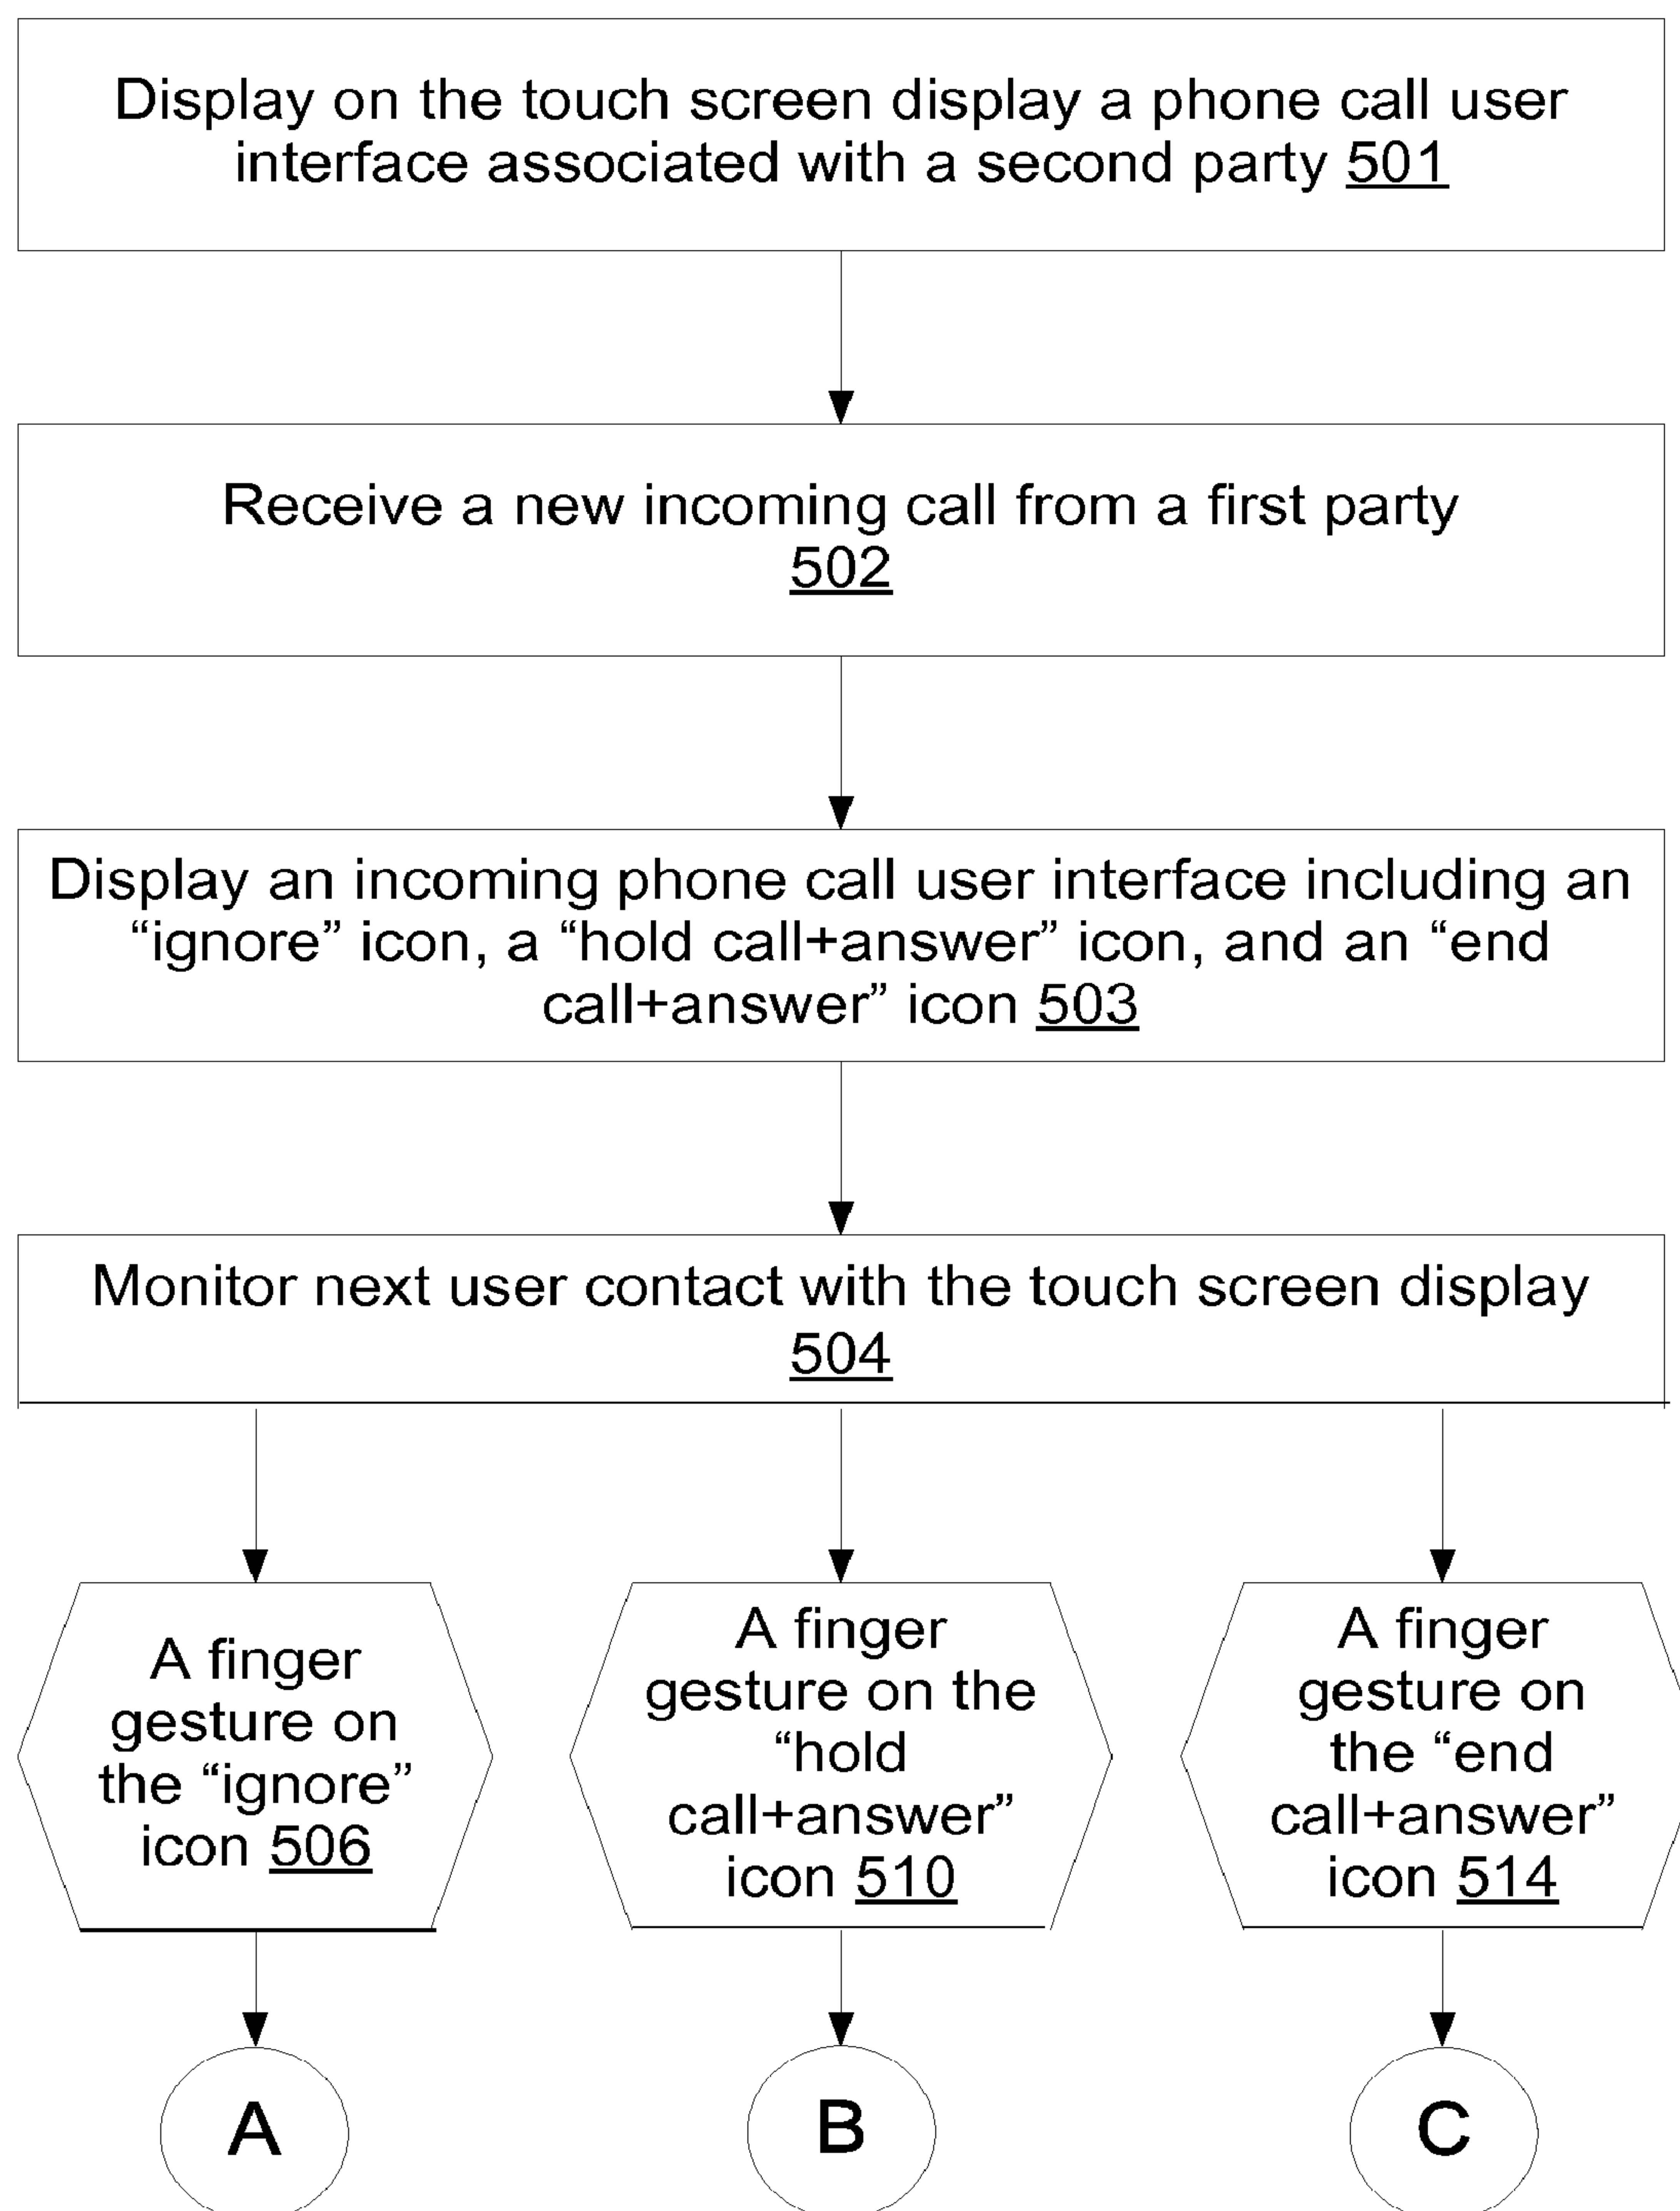 Display on the touch screen display a phone call user
interface associated with a second party 501
Receive a new incoming call from a first party
502
Display an incoming phone call user interface including an
“ignore” icon, a “hold call+answer” icon, and an “end
call+answer” icon 503
Monitor next user contact with the touch screen display
504
A finger
gesture on
the “ignore”
icon 506
A finger
gesture on the
“hold
call+answer”
icon 510
A finger
gesture on
the “end
call+answer”
icon 514
A
B
C